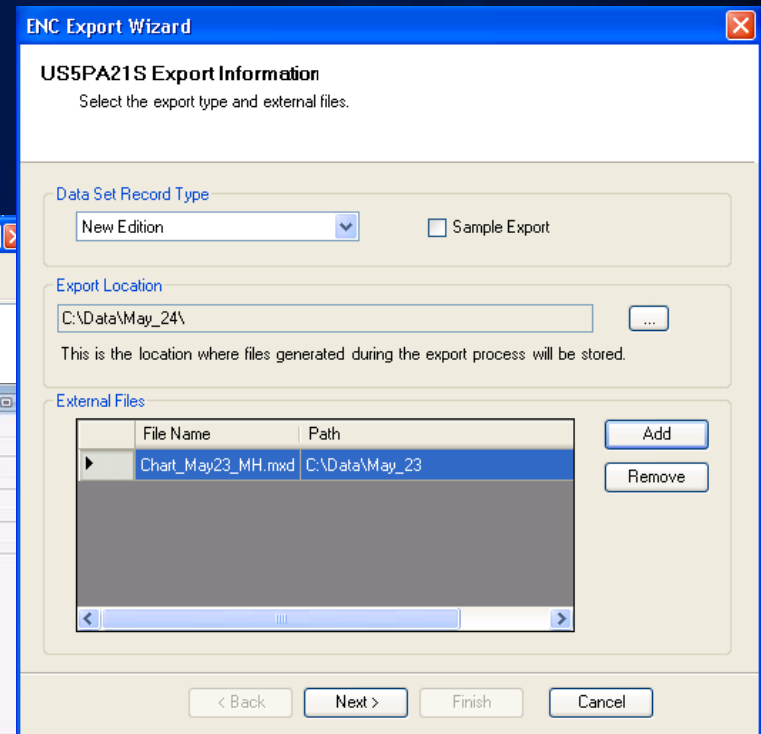 ENC Export Wizard
US5PA21S Export Information
Select the export type and external files.
Data Set Record Type
New Edition
Sample Export
Export Location
C:\Data\May_24\
...
This is the location where files generated during the export process will be stored.
External Files
File Name Path
Add
Chart_May23_MH.mxd C:\Data\May_23
Remove
< Back Next > Finish Cancel